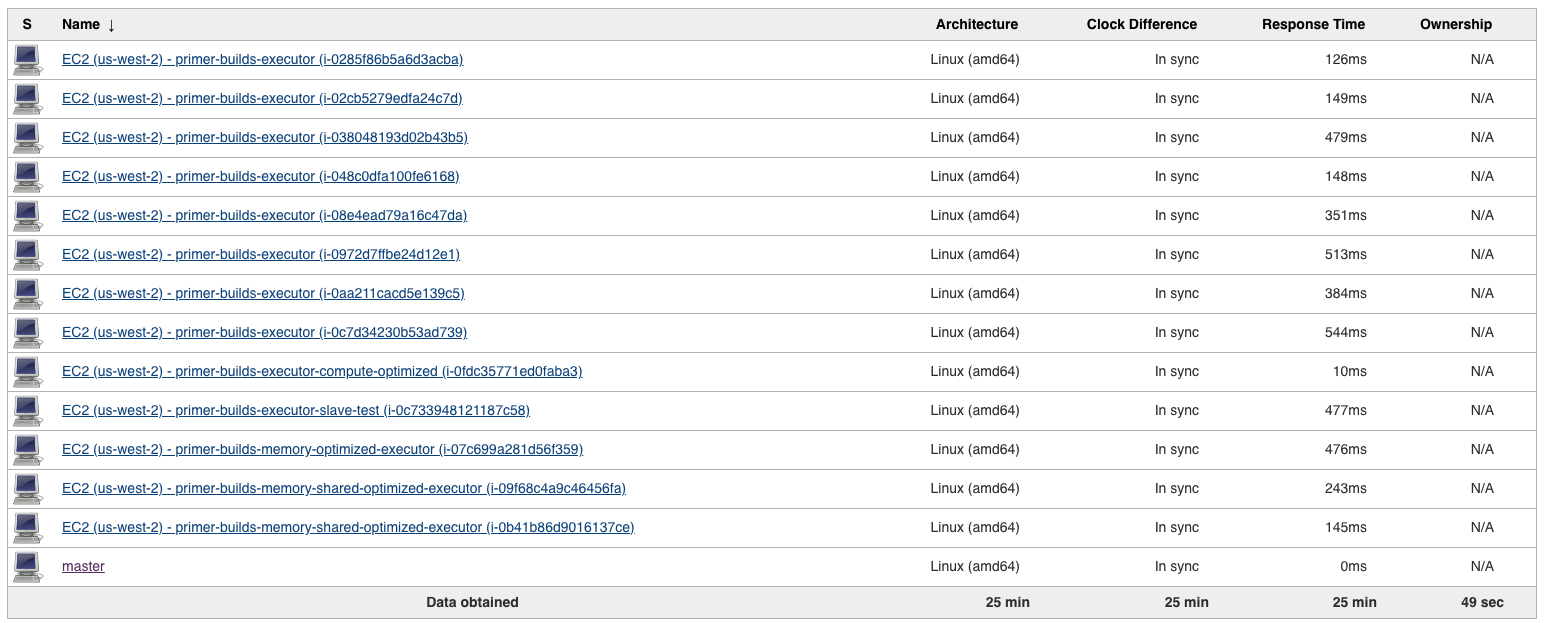 S Name ↓ Architecture Clock Difference Response Time Ownership
EC2 (us-west-2) - primer-builds-executor (i-0285f86b5a6d3acba) Linux (amd64) In sync 126ms N/A
EC2 (us-west-2) - primer-builds-executor (i-02cb5279edfa24c7d) Linux (amd64) In sync 149ms N/A
EC2 (us-west-2) - primer-builds-executor (i-038048193d02b43b5) Linux (amd64) In sync 479ms N/A
EC2 (us-west-2) - primer-builds-executor (i-048c0dfa100fe6168) Linux (amd64) In sync 148ms N/A
EC2 (us-west-2) - primer-builds-executor (i-08e4ead79a16c47da) Linux (amd64) In sync 351ms N/A
EC2 (us-west-2) - primer-builds-executor (i-0972d7ffbe24d12e1) Linux (amd64) In sync 513ms N/A
EC2 (us-west-2) - primer-builds-executor (i-0aa211cacd5e139c5) Linux (amd64) In sync 384ms N/A
EC2 (us-west-2) - primer-builds-executor (i-0c7d34230b53ad739) Linux (amd64) In sync 544ms N/A
EC2 (us-west-2) - primer-builds-executor-compute-optimized (i-0fdc35771ed0faba3) Linux (amd64) In sync 10ms N/A
EC2 (us-west-2) - primer-builds-executor-slave-test (i-0c733948121187c58) Linux (amd64) In sync 477ms N/A
EC2 (us-west-2) - primer-builds-memory-optimized-executor (i-07c699a281d56f359) Linux (amd64) In sync 476ms N/A
EC2 (us-west-2) - primer-builds-memory-shared-optimized-executor (i-09f68c4a9c46456fa) Linux (amd64) In sync 243ms N/A
EC2 (us-west-2) - primer-builds-memory-shared-optimized-executor (i-0b41b86d9016137ce) Linux (amd64) In sync 145ms N/A
master Linux (amd64) In sync 0ms N/A
Data obtained 25 min 25 min 25 min 49 sec